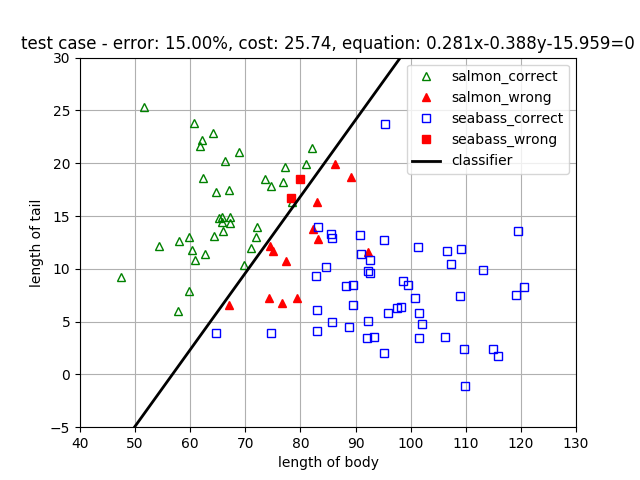 test case - error: 15.00%, cost: 25.74, equation: 0.281x-0.388y-15.959=0
salmon_correct
salmon_wrong
seabass_correct
seabass_wrong
classifier
length of tail
30
25
20
15
10
5
0
−5
40 50 60 70 80 90 100 110 120 130
length of body